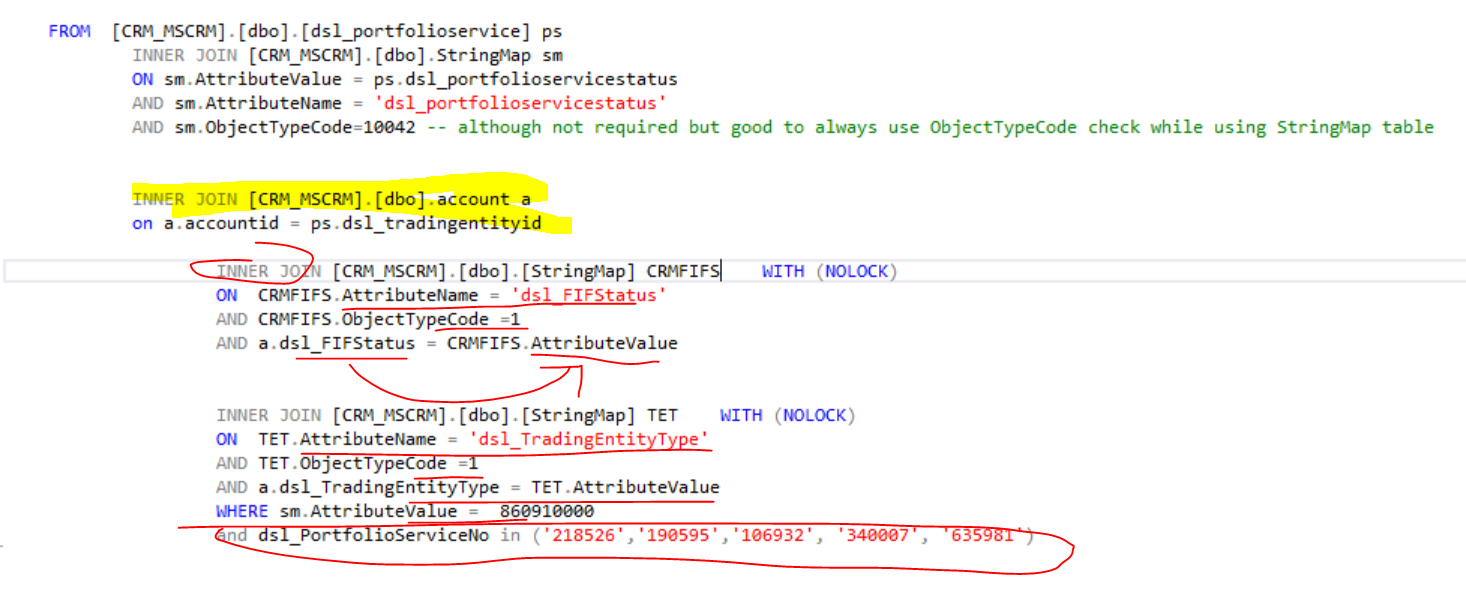 FROM [CRM_MSCRM].[dbo].[dsl_portfolioservice] ps
INNER JOIN [CRM_MSCRM].[dbo].StringMap sm
ON sm.AttributeValue = ps.dsl_portfolioservicestatus
AND sm.AttributeName = 'dsl_portfolioservicestatus'
AND sm.ObjectTypeCode=10042 -- although not required but good to always use ObjectTypeCode check while using StringMap table
INNER JOIN [CRM_MSCRM].[dbo].account a
on a.accountid = ps.dsl_tradingentityid
INNER JOIN [CRM_MSCRM].[dbo].[StringMap] CRMFIFS WITH (NOLOCK)
ON CRMFIFS.AttributeName = 'dsl_FIFStatus'
AND CRMFIFS.ObjectTypeCode =1
AND a.dsl_FIFStatus = CRMFIFS.AttributeValue
INNER JOIN [CRM_MSCRM].[dbo].[StringMap] TET WITH (NOLOCK)
ON TET.AttributeName = 'dsl_TradingEntityType'
AND TET.ObjectTypeCode =1
AND a.dsl_TradingEntityType = TET.AttributeValue
WHERE sm.AttributeValue = 860910000
and dsl_PortfolioServiceNo in ('218526','190595','106932', '340007', '635981')